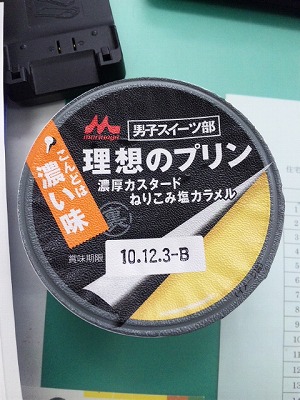 morinaga
男子スイーツ部
こんどは
濃い味
理想のプリン
濃厚カスタード
ねりこみ塩カラメル
裏
賞味期限
10.12.3-B